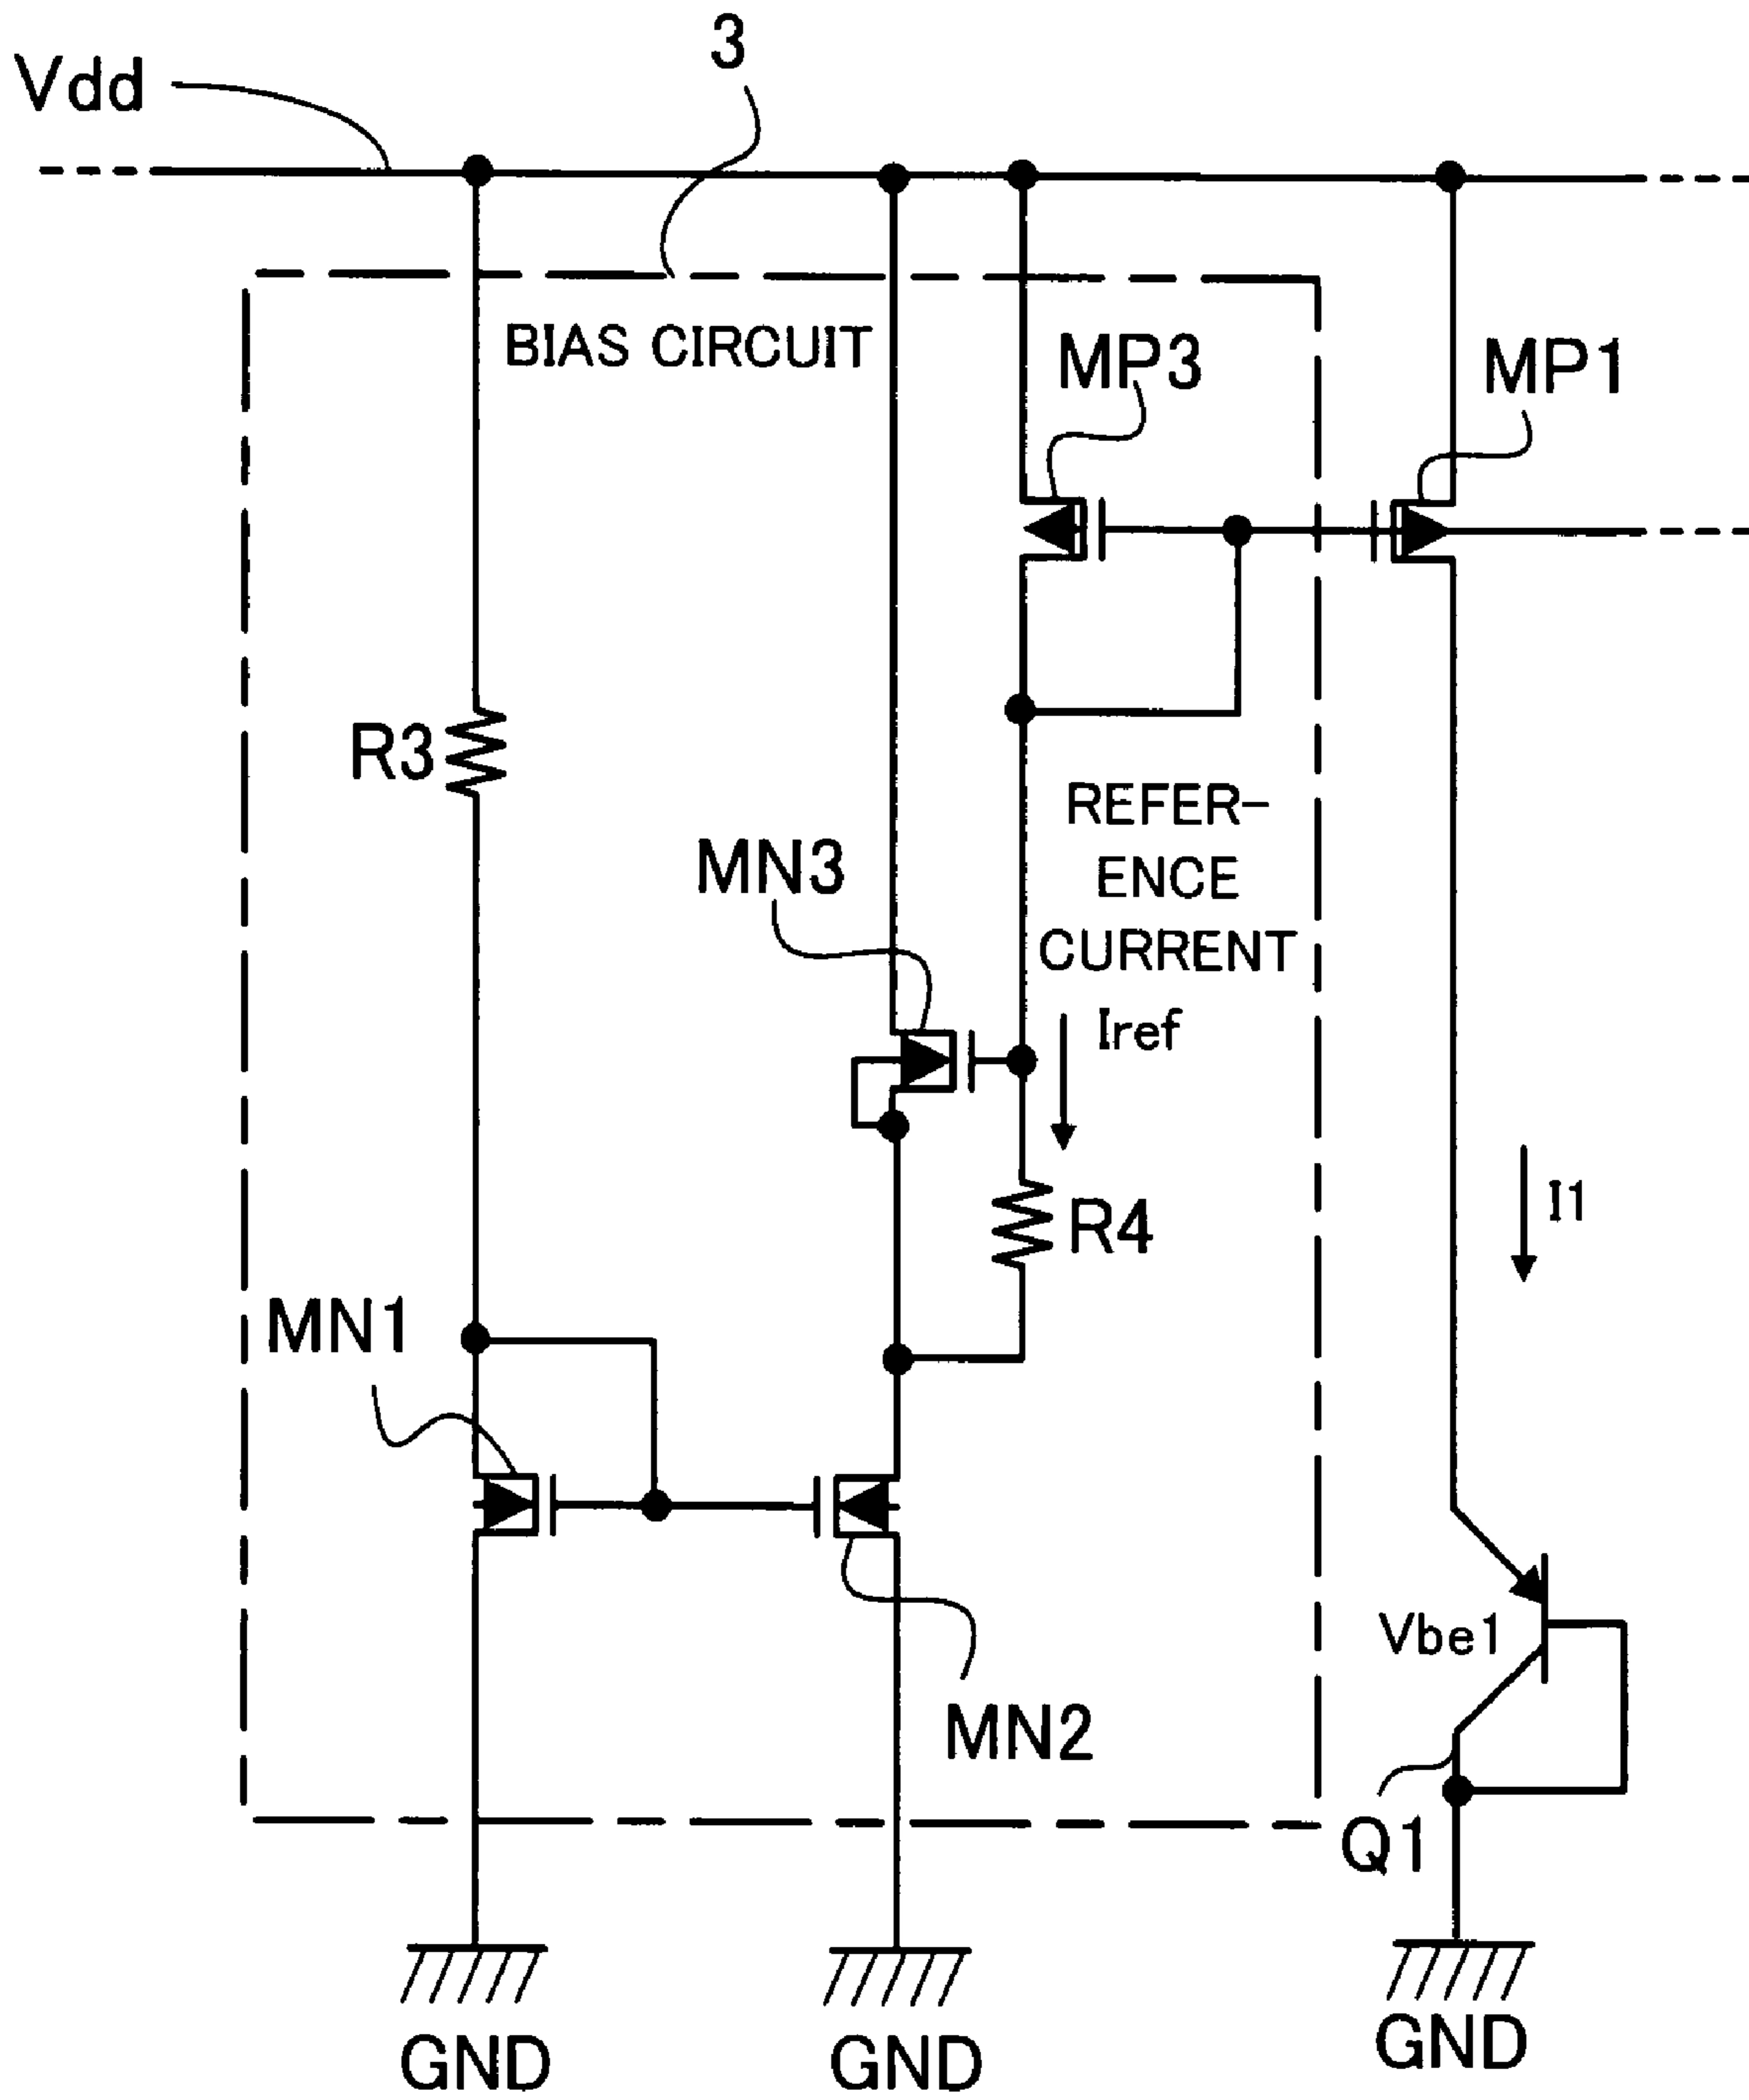 3
Vdd
BIAS CIRCUIT
MP3
MP1
R3
REFER-
ENCE
CURRENT
MN3
Iref
R4
I1
MN1
Vbe1
MN2
Q1
GND
GND
GND